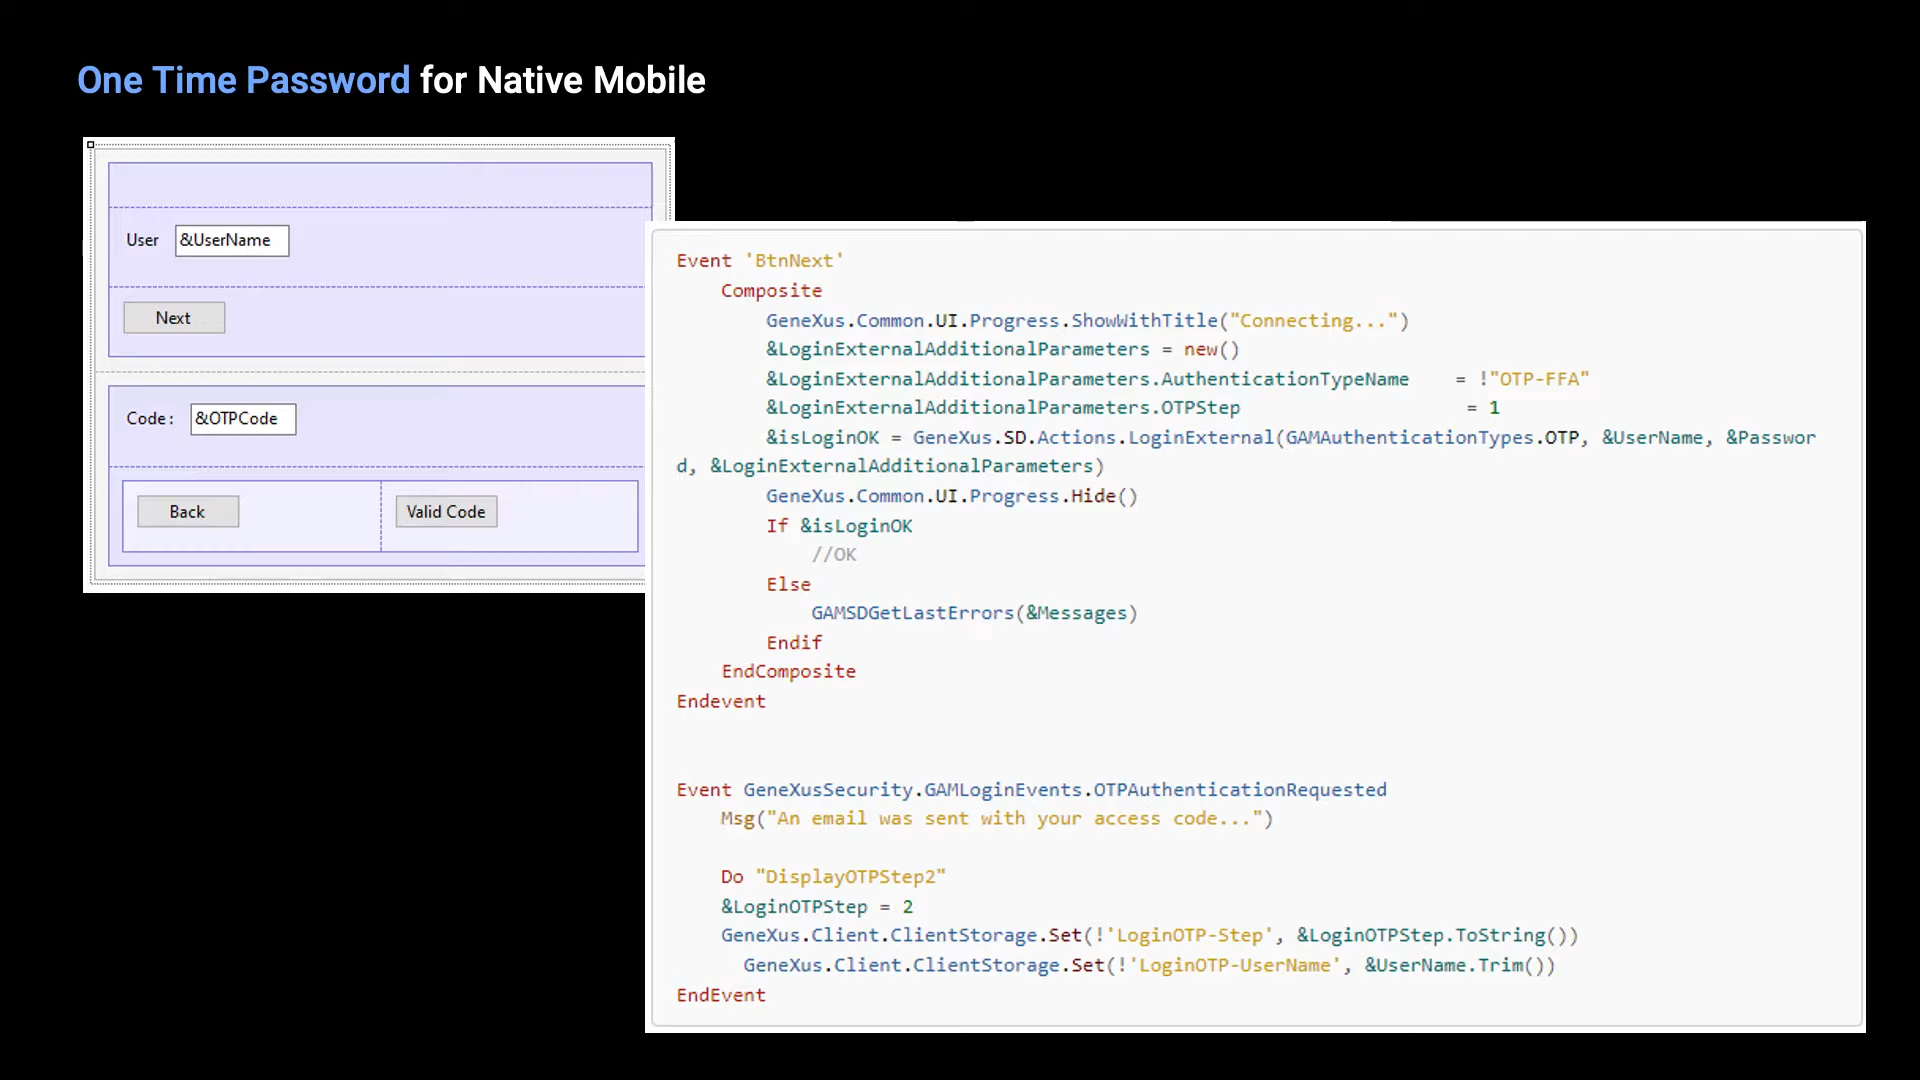 One Time Password for Native Mobile
User &UserName
Next
Code: &OTPCode
Back Valid Code
Event 'BtnNext'
Composite
GeneXus.Common.UI.Progress.ShowWithTitle("Connecting...")
&LoginExternalAdditionalParameters = new()
&LoginExternalAdditionalParameters.AuthenticationTypeName = !"OTP-FFA"
&LoginExternalAdditionalParameters.OTPStep = 1
&isLoginOK = GeneXus.SD.Actions.LoginExternal(GAMAuthenticationTypes.OTP, &UserName, &Passwor
d, &LoginExternalAdditionalParameters)
GeneXus.Common.UI.Progress.Hide()
If &isLoginOK
//OK
Else
GAMSDGetLastErrors(&Messages)
Endif
EndComposite
Endevent
Event GeneXusSecurity.GAMLoginEvents.OTPAuthenticationRequested
Msg("An email was sent with your access code...")
Do "DisplayOTPStep2"
&LoginOTPStep = 2
GeneXus.Client.ClientStorage.Set(!'LoginOTP-Step', &LoginOTPStep.ToString())
GeneXus.Client.ClientStorage.Set(!'LoginOTP-UserName', &UserName.Trim())
EndEvent